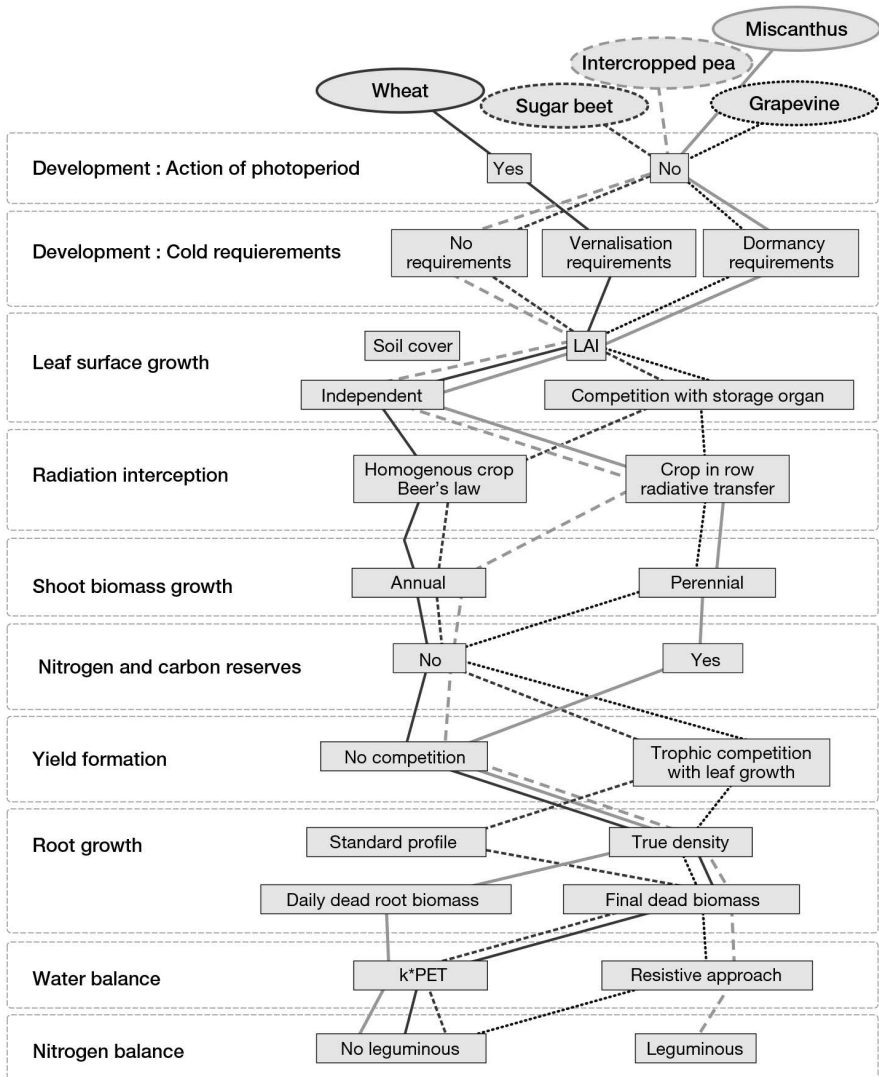 Miscanthus
Intercropped pea
Wheat
Sugar beet
Grapevine
Development : Action of photoperiod
Yes
No
Development : Cold requierements
No
requirements
Vernalisation
requirements
Dormancy
requirements
Leaf surface growth
Soil cover
LAI
Independent
Competition with storage organ
Radiation interception
Homogenous crop
Beer's law
Crop in row
radiative transfer
Shoot biomass growth
Annual
Perennial
Nitrogen and carbon reserves
No
Yes
Yield formation
No competition
Trophic competition
with leaf growth
Root growth
Standard profile
True density
Daily dead root biomass
Final dead biomass
Water balance
k*PET
Resistive approach
Nitrogen balance
No leguminous
Leguminous